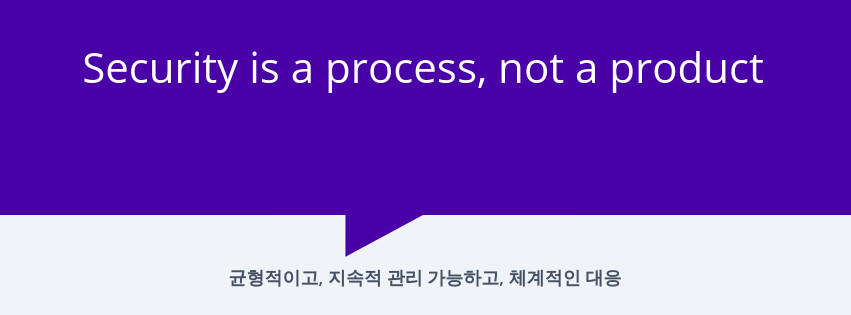 Security is a process, not a product
균형적이고, 지속적 관리 가능하고, 체계적인 대응